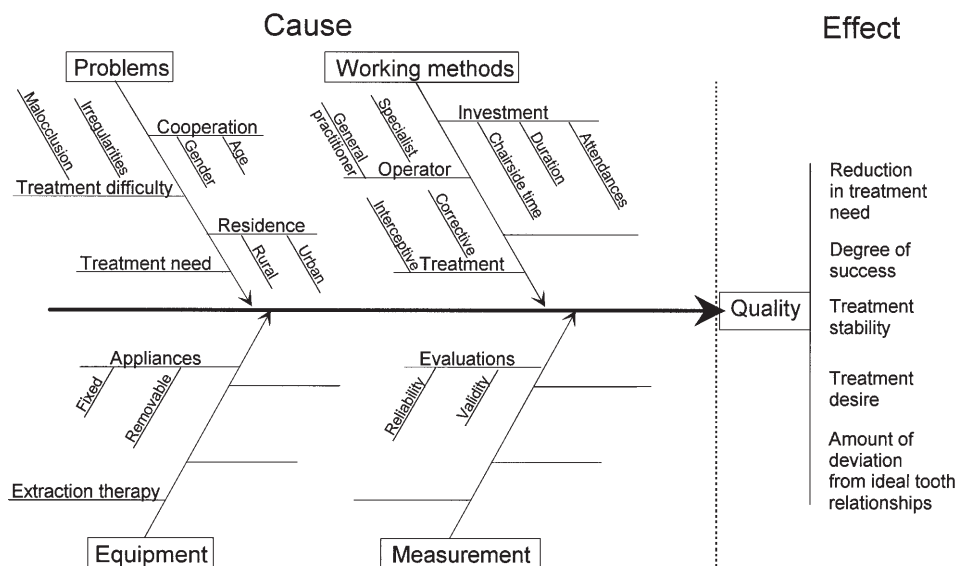 Cause
Effect
Problems
Working methods
Malocclusion
Irregularities
Cooperation
Gender
Age
Treatment difficulty
Residence
Rural
Urban
Treatment need
General
practitioner
Specialist
Operator
Investment
Chairside time
Duration
Attendances
Interceptive
Corrective
Treatment
Quality
Reduction
in treatment
need
Degree of
success
Treatment
stability
Treatment
desire
Amount of
deviation
from ideal tooth
relationships
Appliances
Fixed
Removable
Extraction therapy
Equipment
Evaluations
Reliability
Validity
Measurement